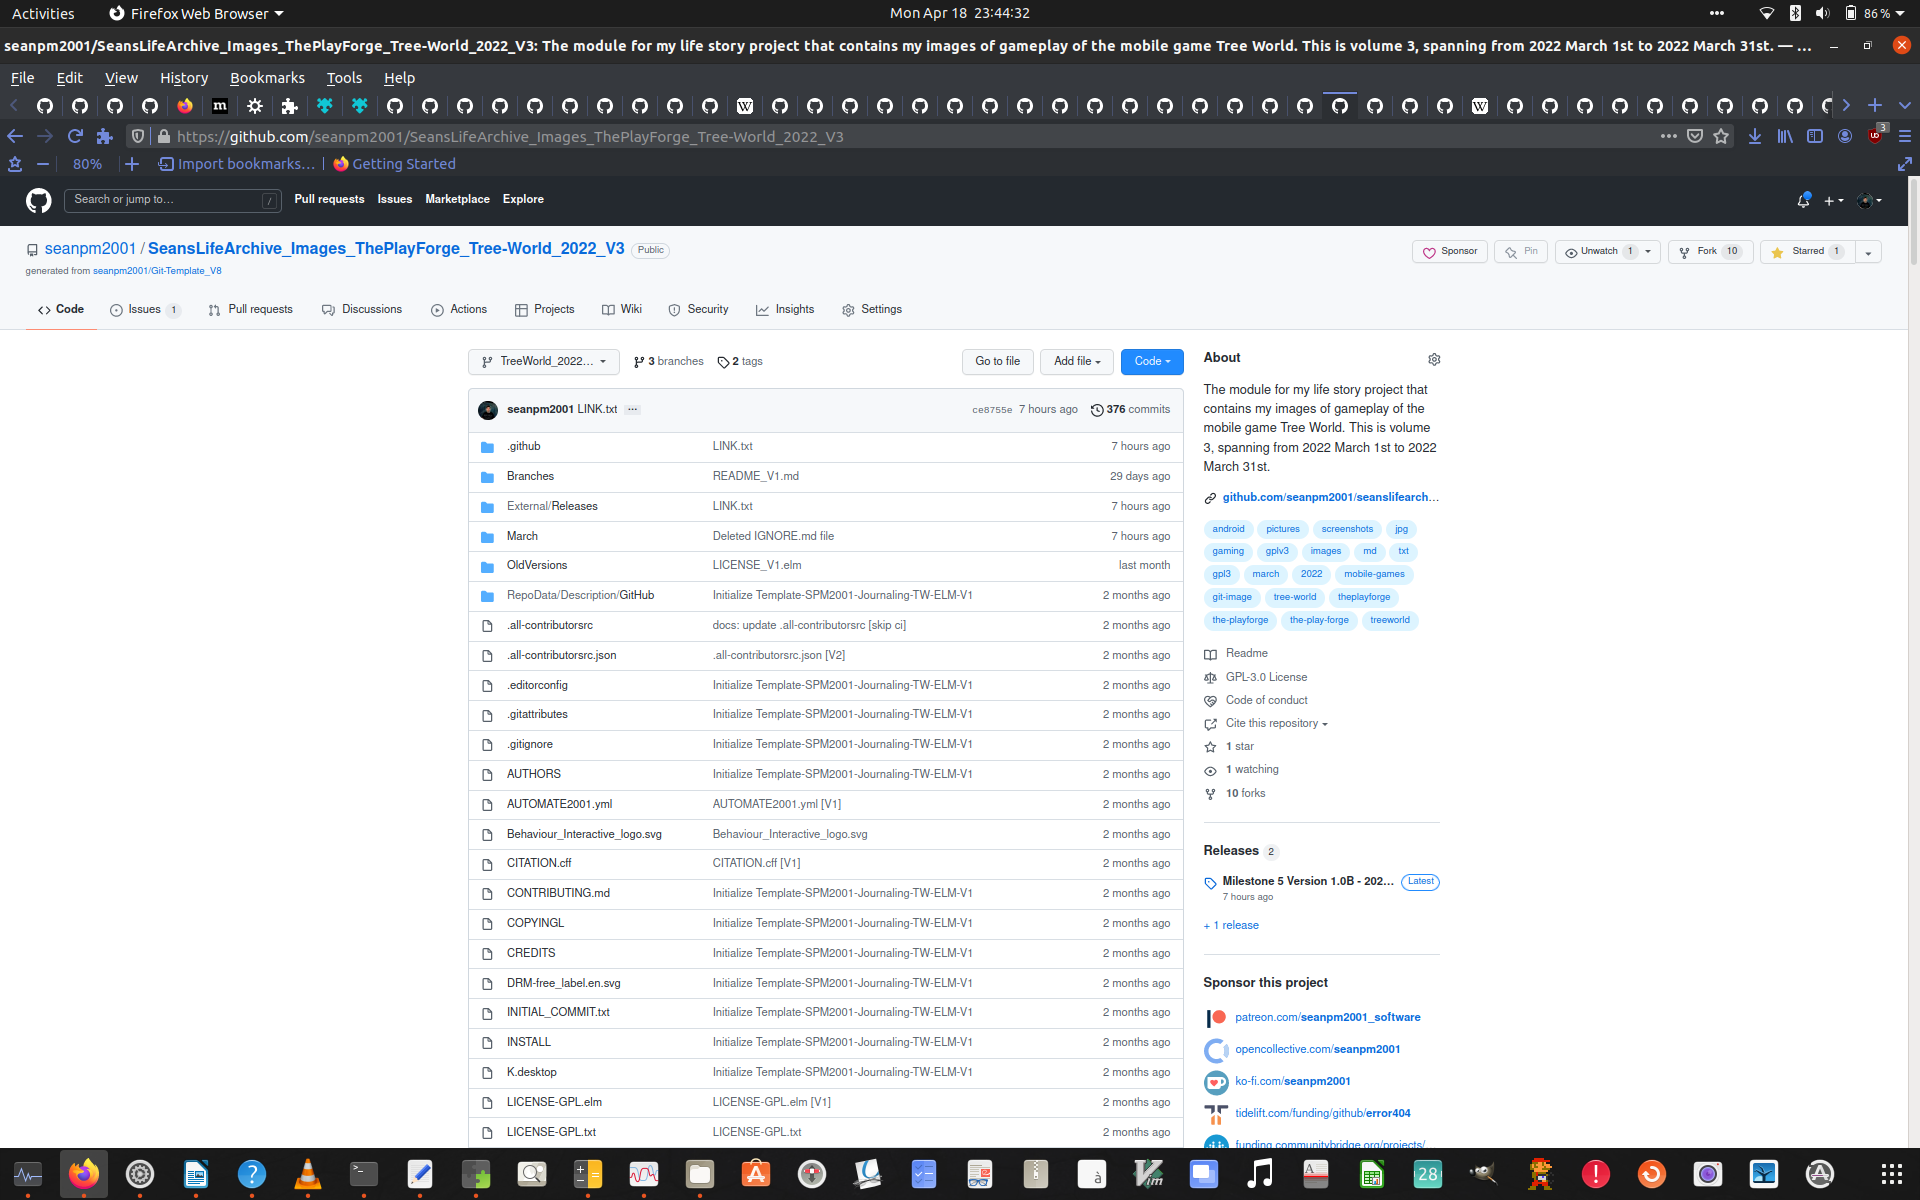 Activities Firefox Web Browser Mon Apr 18 23:44:32 86%
seanpm2001/SeansLifeArchive_Images_ThePlayForge_Tree-World_2022_V3: The module for my life story project that contains my images of gameplay of the mobile game Tree World. This is volume 3, spanning from 2022 March 1st to 2022 March 31st. — …
File Edit View History Bookmarks Tools Help
https://github.com/seanpm2001/SeansLifeArchive_Images_ThePlayForge_Tree-World_2022_V3 3
80% Import bookmarks… Getting Started
Search or jump to… / Pull requests Issues Marketplace Explore
seanpm2001 / SeansLifeArchive_Images_ThePlayForge_Tree-World_2022_V3 Public Sponsor Pin Unwatch 1 Fork 10 Starred 1
generated from seanpm2001/Git-Template_V8
Code Issues 1 Pull requests Discussions Actions Projects Wiki Security Insights Settings
TreeWorld_2022… 3 branches 2 tags Go to file Add file Code
seanpm2001 LINK.txt … ce8755e 7 hours ago 376 commits
.github LINK.txt 7 hours ago
Branches README_V1.md 29 days ago
External/Releases LINK.txt 7 hours ago
March Deleted IGNORE.md file 7 hours ago
OldVersions LICENSE_V1.elm last month
RepoData/Description/GitHub Initialize Template-SPM2001-Journaling-TW-ELM-V1 2 months ago
.all-contributorsrc docs: update .all-contributorsrc [skip ci] 2 months ago
.all-contributorsrc.json .all-contributorsrc.json [V2] 2 months ago
.editorconfig Initialize Template-SPM2001-Journaling-TW-ELM-V1 2 months ago
.gitattributes Initialize Template-SPM2001-Journaling-TW-ELM-V1 2 months ago
.gitignore Initialize Template-SPM2001-Journaling-TW-ELM-V1 2 months ago
AUTHORS Initialize Template-SPM2001-Journaling-TW-ELM-V1 2 months ago
AUTOMATE2001.yml AUTOMATE2001.yml [V1] 2 months ago
Behaviour_Interactive_logo.svg Behaviour_Interactive_logo.svg 2 months ago
CITATION.cff CITATION.cff [V1] 2 months ago
CONTRIBUTING.md Initialize Template-SPM2001-Journaling-TW-ELM-V1 2 months ago
COPYINGL Initialize Template-SPM2001-Journaling-TW-ELM-V1 2 months ago
CREDITS Initialize Template-SPM2001-Journaling-TW-ELM-V1 2 months ago
DRM-free_label.en.svg Initialize Template-SPM2001-Journaling-TW-ELM-V1 2 months ago
INITIAL_COMMIT.txt Initialize Template-SPM2001-Journaling-TW-ELM-V1 2 months ago
INSTALL Initialize Template-SPM2001-Journaling-TW-ELM-V1 2 months ago
K.desktop Initialize Template-SPM2001-Journaling-TW-ELM-V1 2 months ago
LICENSE-GPL.elm LICENSE-GPL.elm [V1] 2 months ago
LICENSE-GPL.txt LICENSE-GPL.txt 2 months ago
About
The module for my life story project that
contains my images of gameplay of the
mobile game Tree World. This is volume
3, spanning from 2022 March 1st to 2022
March 31st.
github.com/seanpm2001/seanslifearch…
android pictures screenshots jpg
gaming gplv3 images md txt
gpl3 march 2022 mobile-games
git-image tree-world theplayforge
the-playforge the-play-forge treeworld
Readme
GPL-3.0 License
Code of conduct
Cite this repository
1 star
1 watching
10 forks
Releases 2
Milestone 5 Version 1.0B - 202… Latest
7 hours ago
+ 1 release
Sponsor this project
patreon.com/seanpm2001_software
opencollective.com/seanpm2001
ko-fi.com/seanpm2001
tidelift.com/funding/github/error404
funding.communitybridge.org/projects/
28